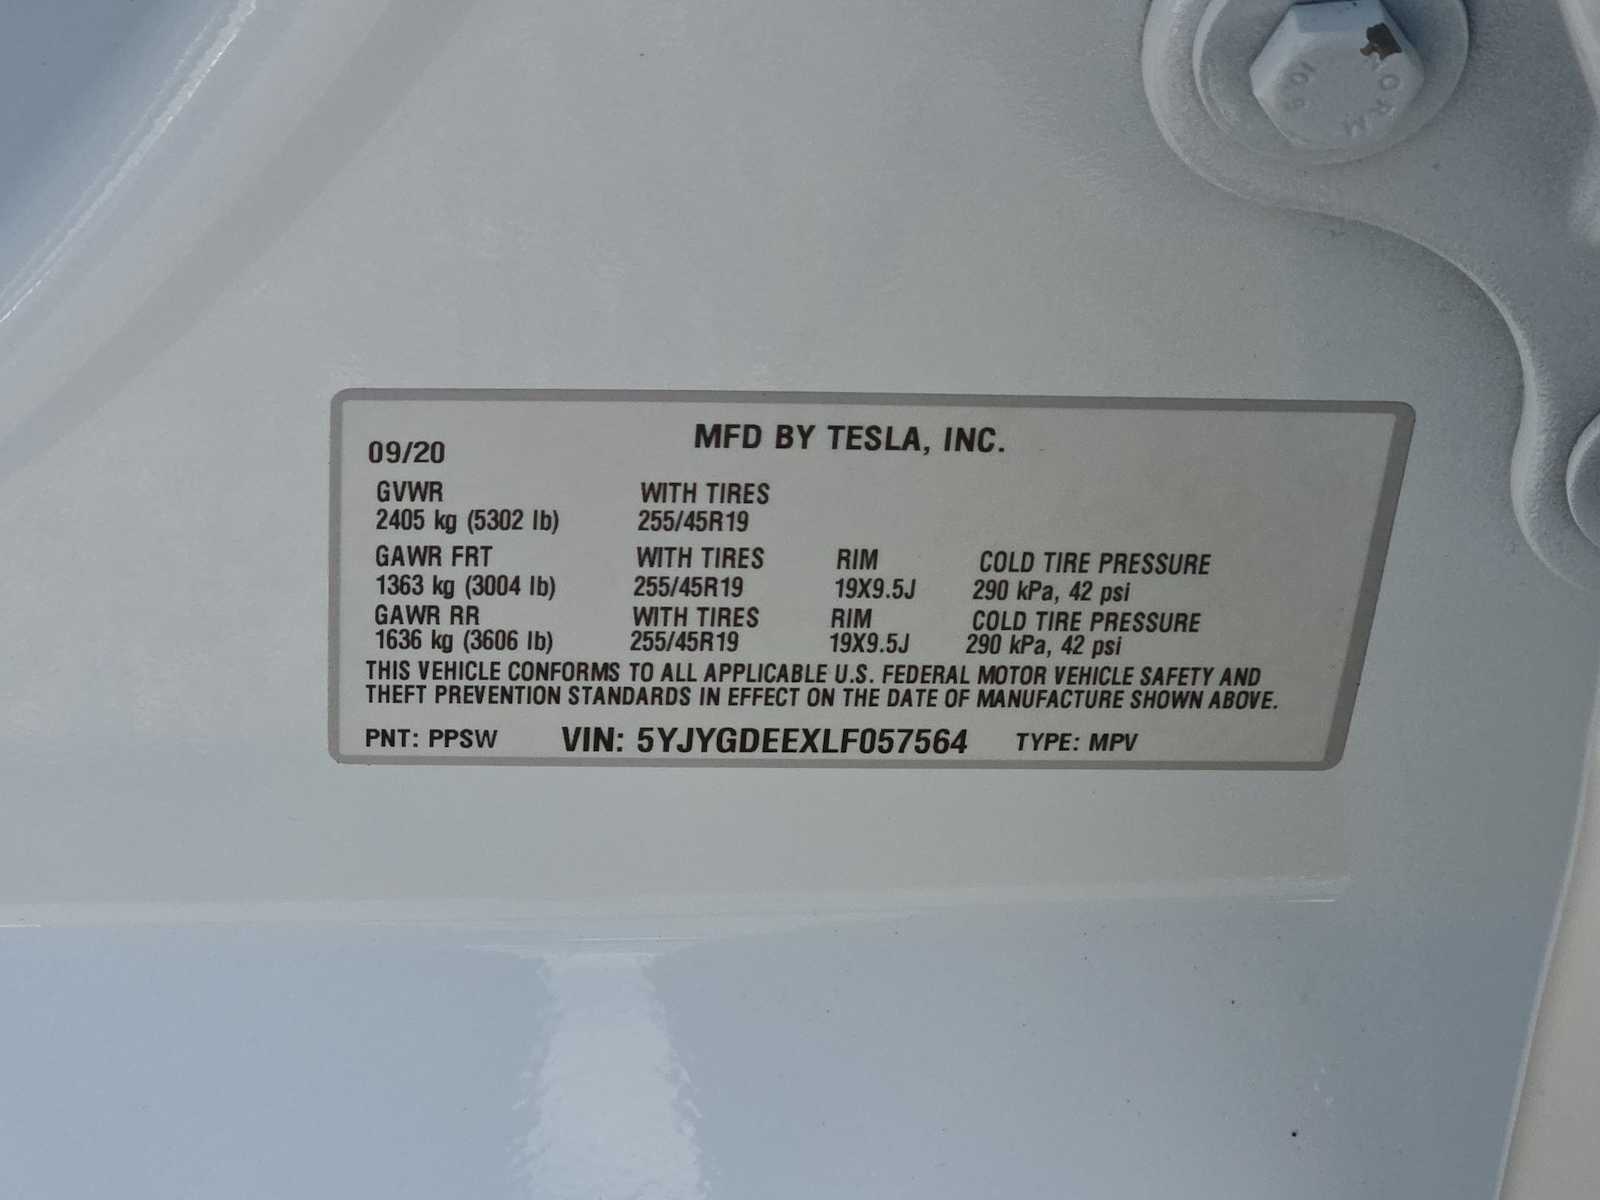 09/20 MFD BY TESLA, INC.
GVWR WITH TIRES
2405 kg (5302 lb) 255/45R19
GAWR FRT WITH TIRES RIM COLD TIRE PRESSURE
1363 kg (3004 lb) 255/45R19 19X9.5J 290 kPa, 42 psi
GAWR RR WITH TIRES RIM COLD TIRE PRESSURE
1636 kg (3606 lb) 255/45R19 19X9.5J 290 kPa, 42 psi
THIS VEHICLE CONFORMS TO ALL APPLICABLE U.S. FEDERAL MOTOR VEHICLE SAFETY AND
THEFT PREVENTION STANDARDS IN EFFECT ON THE DATE OF MANUFACTURE SHOWN ABOVE.
PNT: PPSW VIN: 5YJYGDEEXLF057564 TYPE: MPV